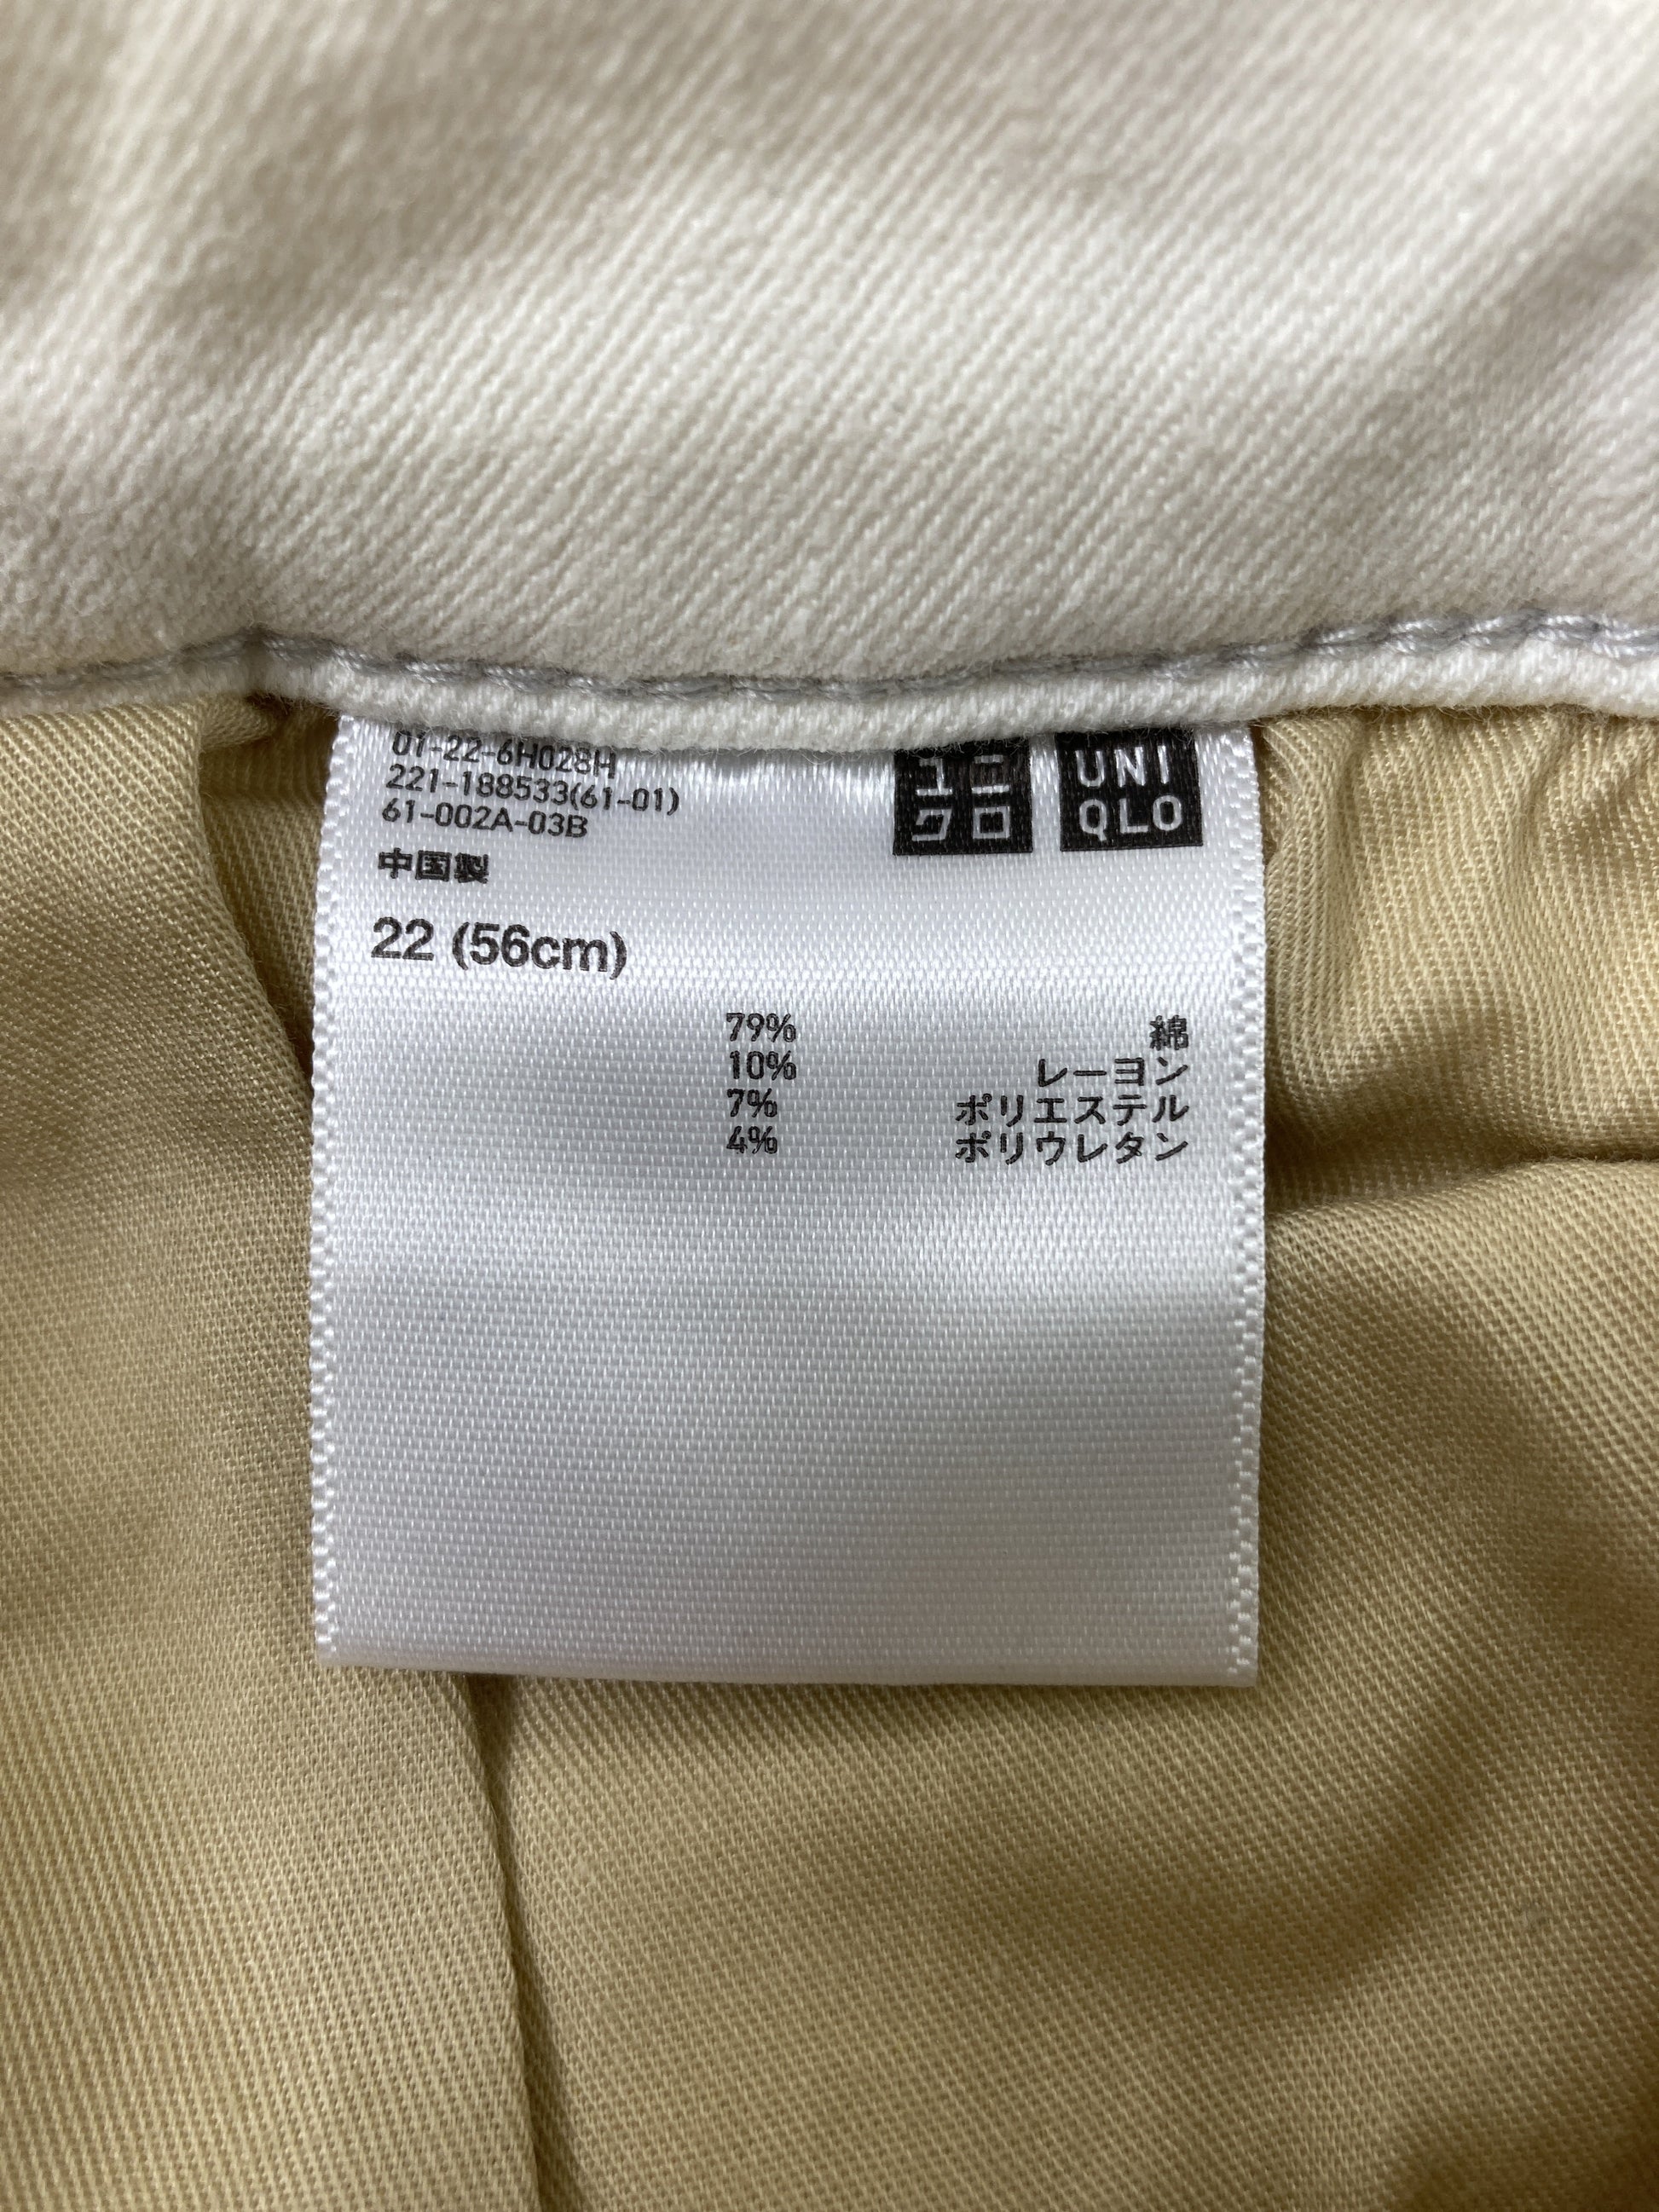 01-22-6H028H
221-188533(61-01)
61-002A-03B
ユニ
クロ
UNI
QLO
中国製
22 (56cm)
79% 綿
10% レーヨン
7% ポリエステル
4% ポリウレタン